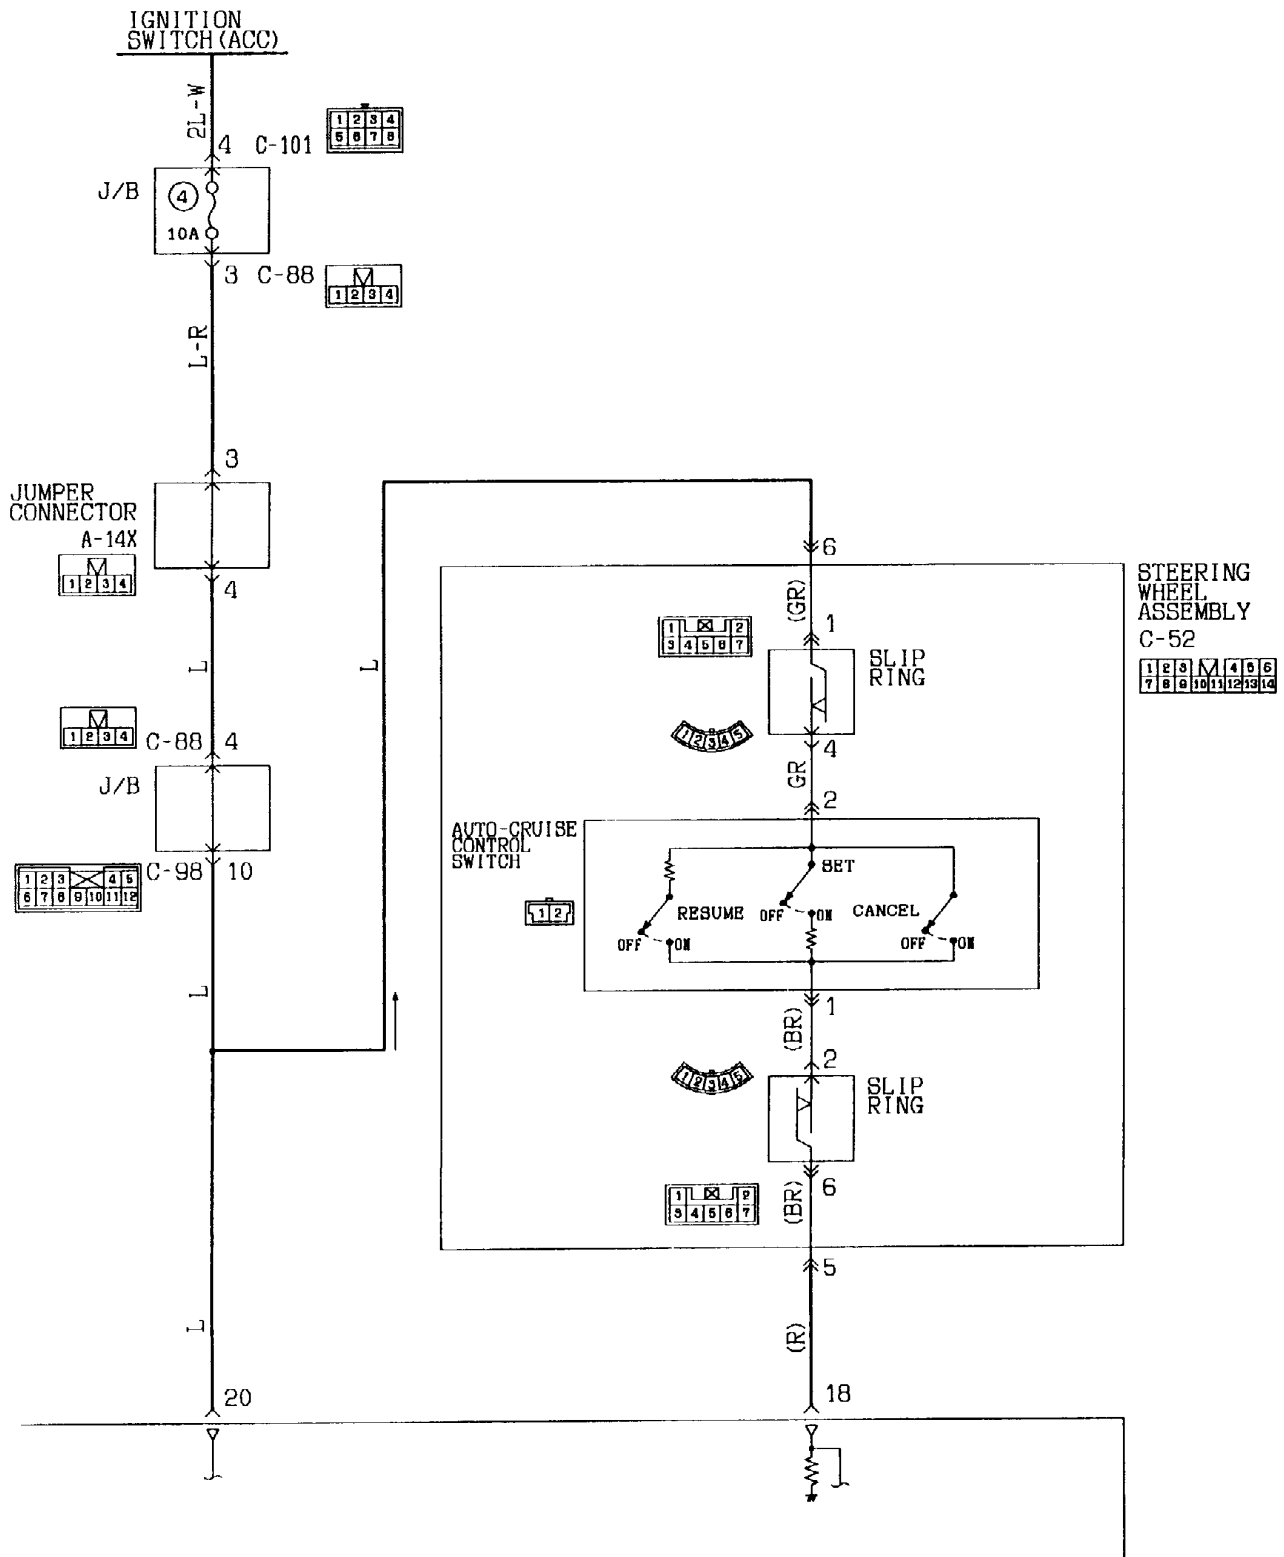 IGNITION
SWITCH(ACC)
2L-W
4 C-101
1 2 3 4
5 6 7 8
J/B
4
10A
3 C-88
1 2 3 4
L-R
3
JUMPER
CONNECTOR
A-14X
1 2 3 4
4
L
1 2 3 4
C-88 4
J/B
C-98 10
1 2 3 4 5
6 7 8 9 10 11 12
L
L
20
L
6
STEERING
WHEEL
ASSEMBLY
C-52
1 2 3 4 5 6
7 8 9 10 11 12 13 14
(GR)
1
1 2
3 4 5 6 7
SLIP
RING
1 2 3 4 5
4
GR
2
AUTO-CRUISE
CONTROL
SWITCH
1 2
SET
RESUME
OFF ON
CANCEL
OFF ON
OFF ON
1
(BR)
2
1 2 3 4 5
SLIP
RING
6
1 2
3 4 5 6 7
(BR)
5
(R)
18